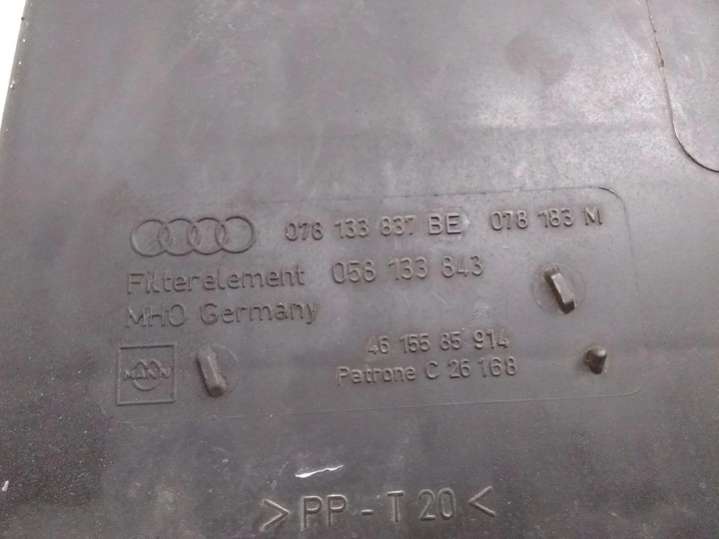 078 133 837 BE 078 183 M
Filterelement 058 133 843
MHO Germany
46 155 85 914
MANN
Patrone C 26 168
> PP - T 20 <